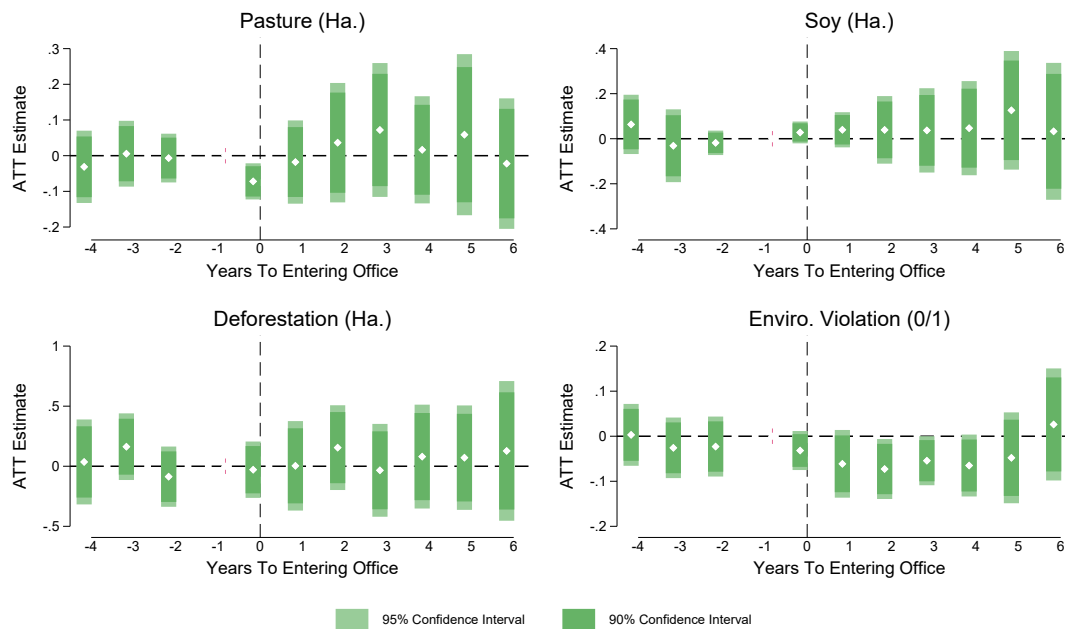 Pasture (Ha.)
ATT Estimate
.3
.2
.1
0
-.1
-.2
-4 -3 -2 -1 0 1 2 3 4 5 6
Years To Entering Office
Soy (Ha.)
ATT Estimate
.4
.2
0
-.2
-.4
-4 -3 -2 -1 0 1 2 3 4 5 6
Years To Entering Office
Deforestation (Ha.)
ATT Estimate
1
.5
0
-.5
-4 -3 -2 -1 0 1 2 3 4 5 6
Years To Entering Office
Enviro. Violation (0/1)
ATT Estimate
.2
.1
0
-.1
-.2
-4 -3 -2 -1 0 1 2 3 4 5 6
Years To Entering Office
95% Confidence Interval
90% Confidence Interval